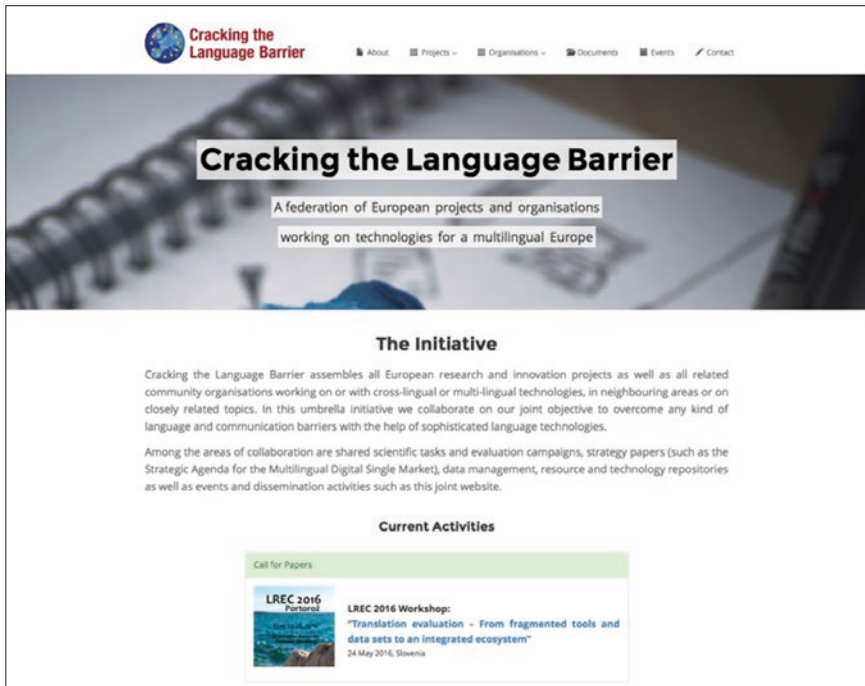 Cracking the
Language Barrier
About Projects Organisations Documents Events Contact
Cracking the Language Barrier
A federation of European projects and organisations
working on technologies for a multilingual Europe
The Initiative
Cracking the Language Barrier assembles all European research and innovation projects as well as all related
community organisations working on or with cross-lingual or multi-lingual technologies, in neighbouring areas or on
closely related topics. In this umbrella initiative we collaborate on our joint objective to overcome any kind of
language and communication barriers with the help of sophisticated language technologies.
Among the areas of collaboration are shared scientific tasks and evaluation campaigns, strategy papers (such as the
Strategic Agenda for the Multilingual Digital Single Market), data management, resource and technology repositories
as well as events and dissemination activities such as this joint website.
Current Activities
Call for Papers
LREC 2016
Portorož
LREC 2016 Workshop:
"Translation evaluation – From fragmented tools and
data sets to an integrated ecosystem"
24 May 2016, Slovenia